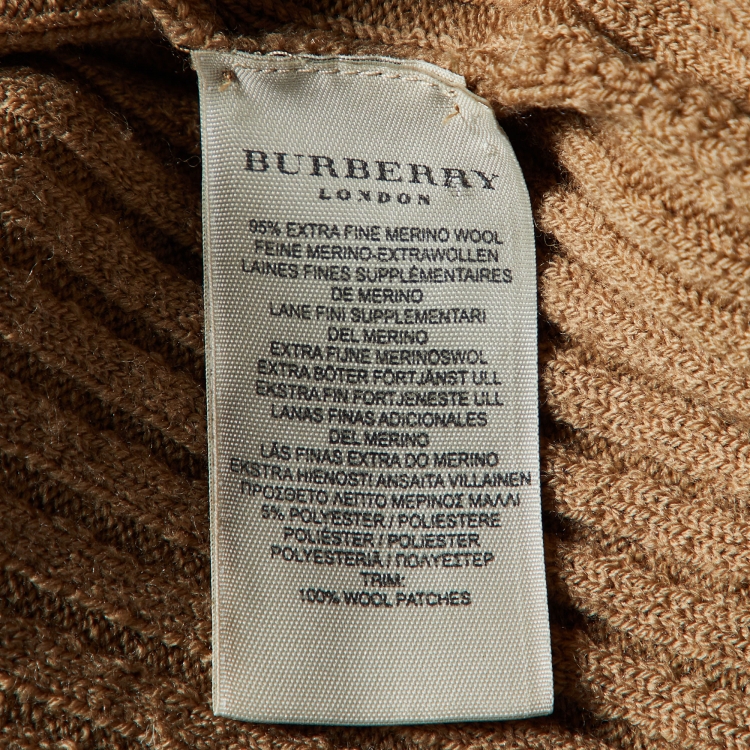 BURBERRY
LONDON
95% EXTRA FINE MERINO WOOL
FEINE MERINO-EXTRAWOLLEN
LAINES FINES SUPPLÉMENTAIRES
DE MERINO
LANE FINI SUPPLEMENTARI
DEL MERINO
EXTRA FIJNE MERINOSWOL
EXTRA BÖTER FÖRTJÄNST ULL
EKSTRA FIN FORTJENESTE ULL
LANAS FINAS ADICIONALES
DEL MERINO
LÃS FINAS EXTRA DO MERINO
EKSTRA HIENOSTI ANSAITA VILLAINEN
ΠΡΟΣΘΕΤΟ ΛΕΠΤΟ ΜΕΡΙΝΟΣ ΜΑΛΛΙ
5% POLYESTER / POLIESTERE
POLIÉSTER / POLIESTER
POLYESTERIA / ΠΟΛΥΕΣΤΕΡ
TRIM:
100% WOOL PATCHES